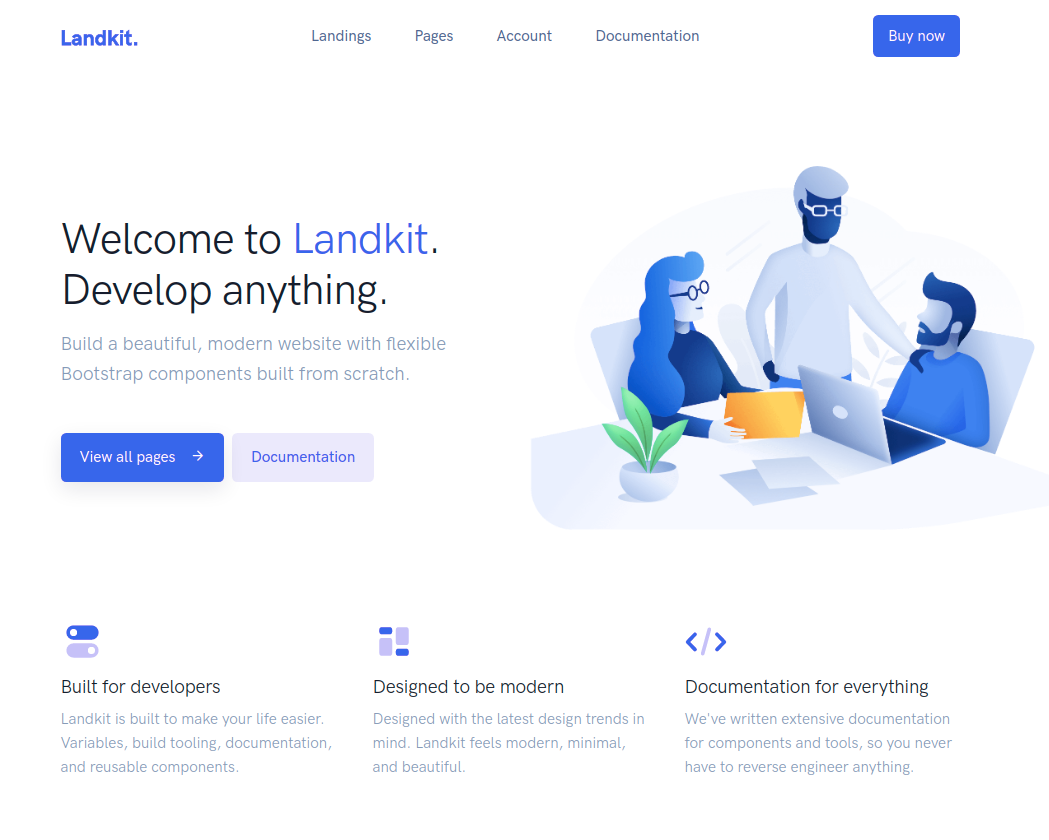 Landkit.
Landings Pages Account Documentation
Buy now
Welcome to Landkit.
Develop anything.
Build a beautiful, modern website with flexible
Bootstrap components built from scratch.
View all pages →
Documentation
Built for developers
Landkit is built to make your life easier.
Variables, build tooling, documentation,
and reusable components.
Designed to be modern
Designed with the latest design trends in
mind. Landkit feels modern, minimal,
and beautiful.
Documentation for everything
We've written extensive documentation
for components and tools, so you never
have to reverse engineer anything.